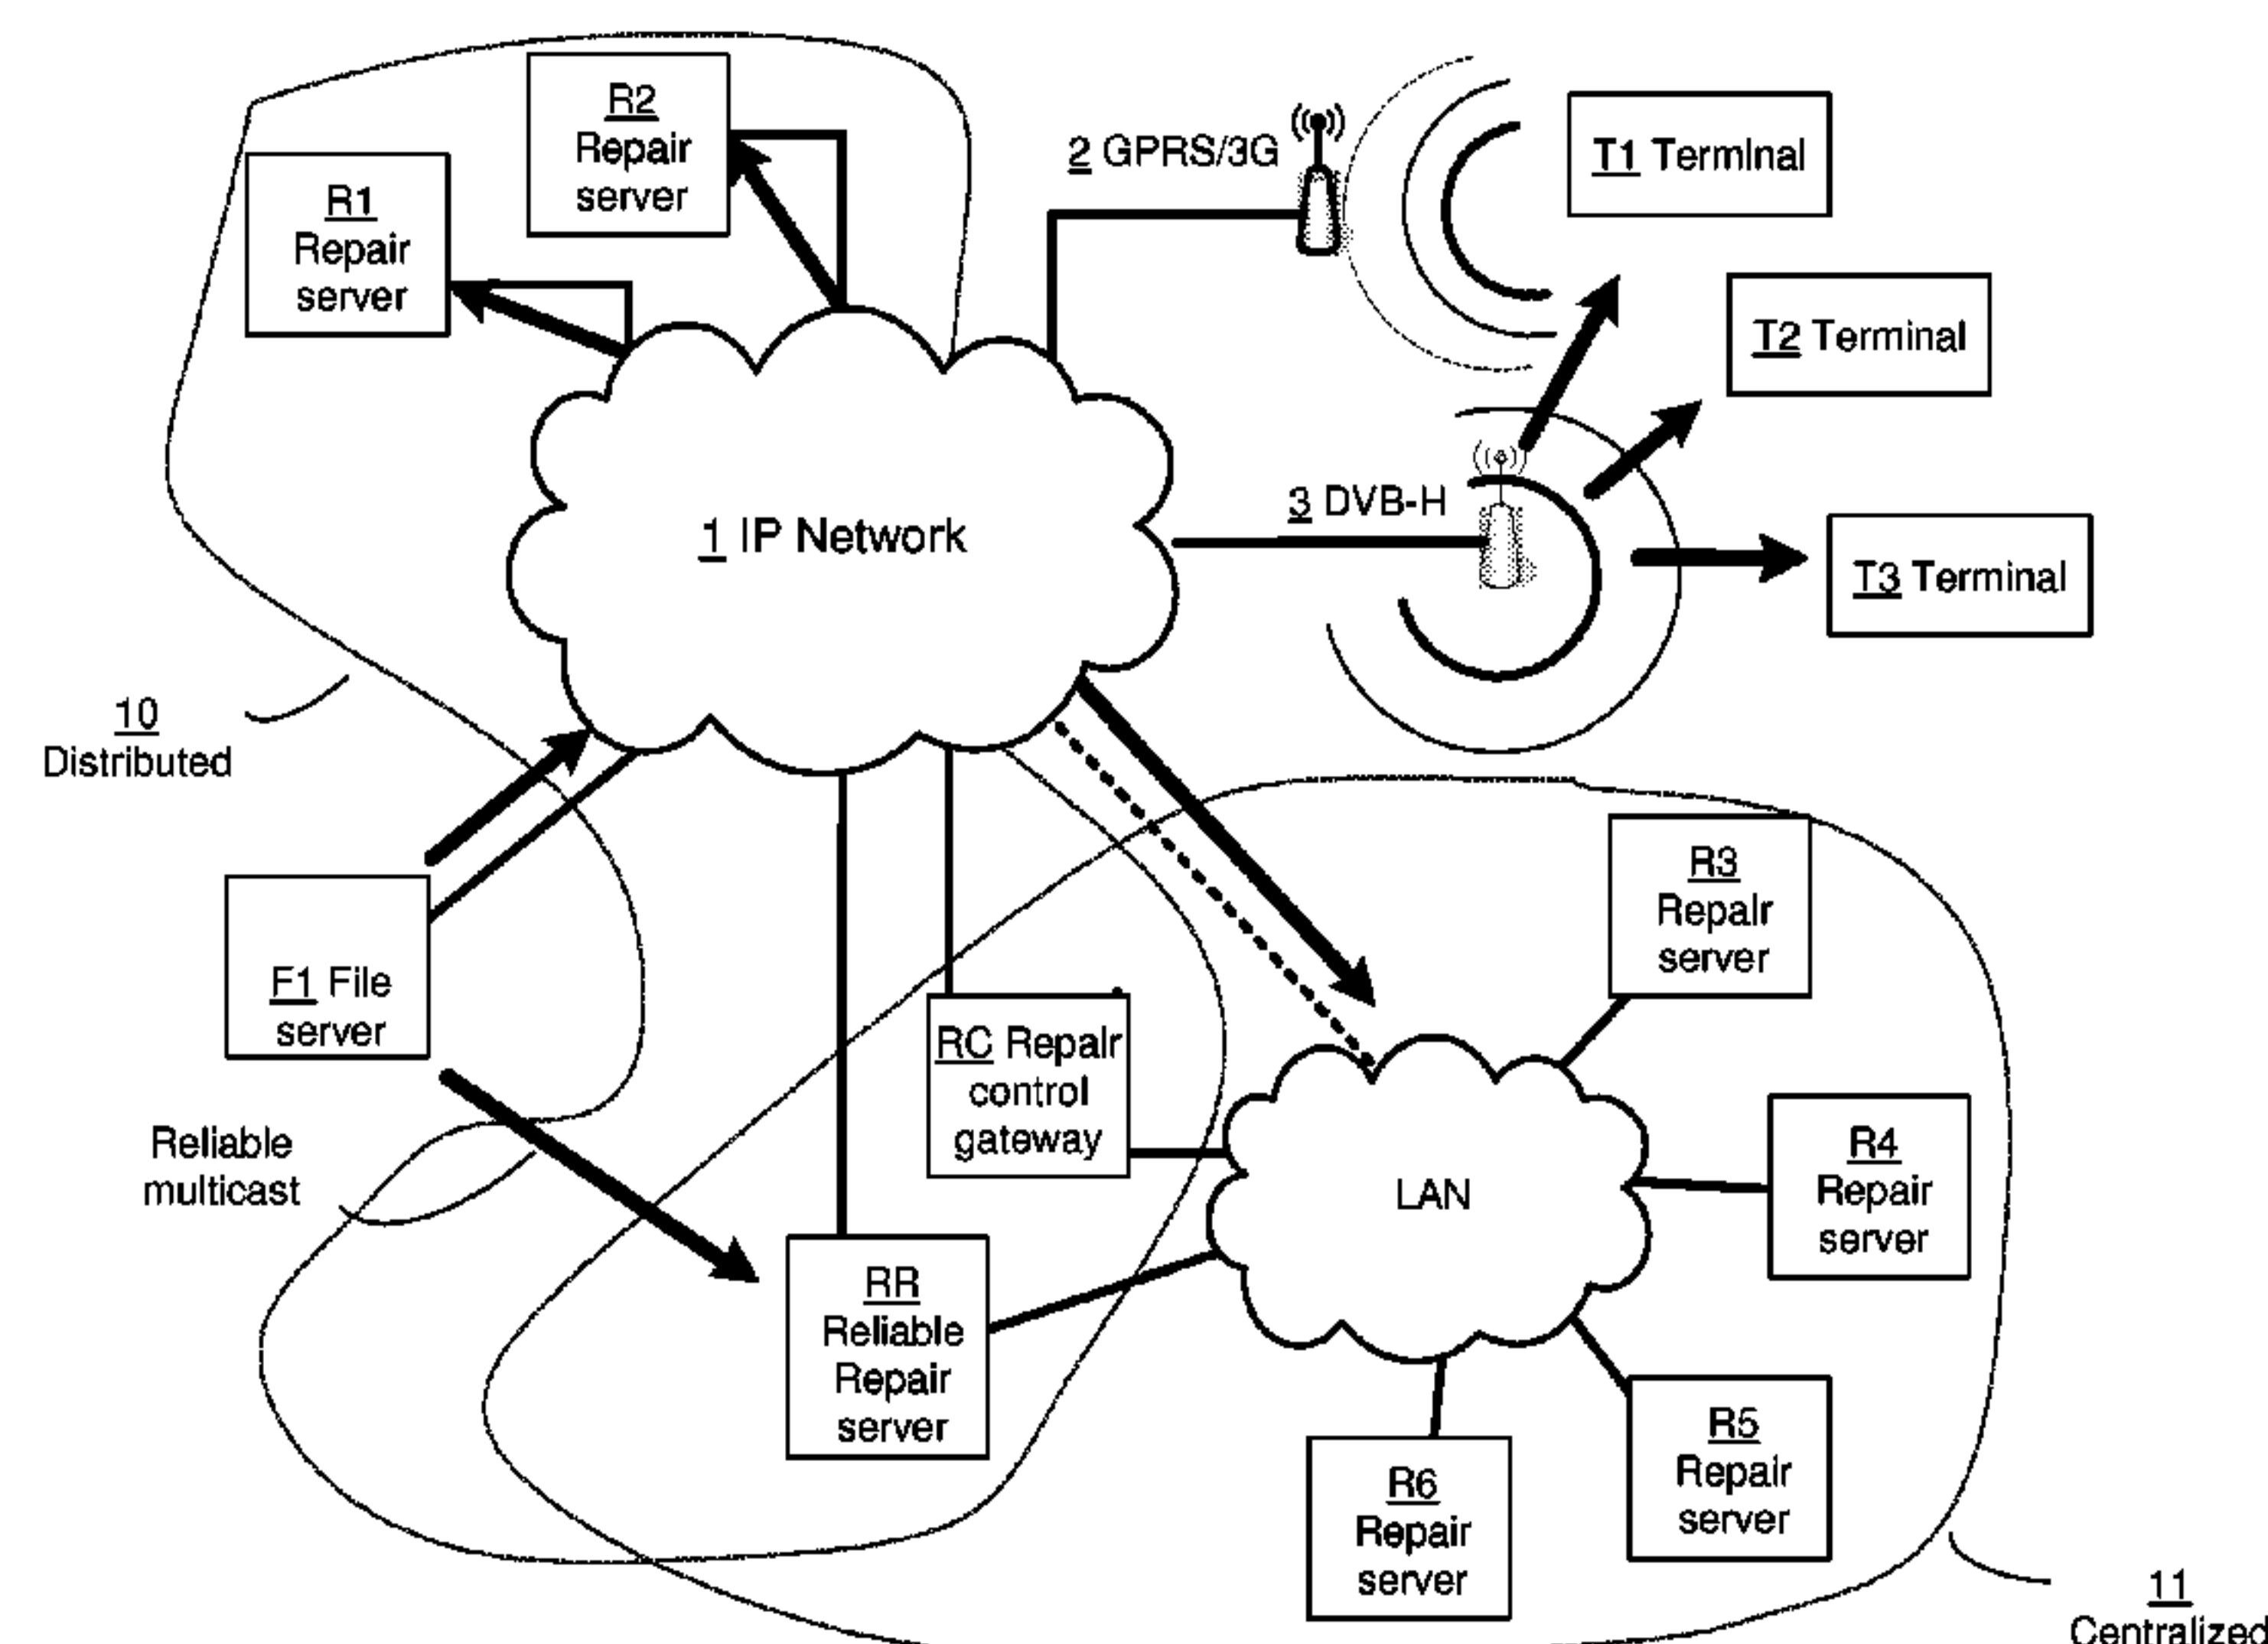 R2
Repair
server
R1
Repair
server
2 GPRS/3G
T1 Terminal
T2 Terminal
1 IP Network
3 DVB-H
T3 Terminal
10
Distributed
F1 File
server
R3
Repair
server
RC Repair
control
gateway
Reliable
multicast
LAN
R4
Repair
server
RR
Reliable
Repair
server
R5
Repair
server
R6
Repair
server
11
Centralized